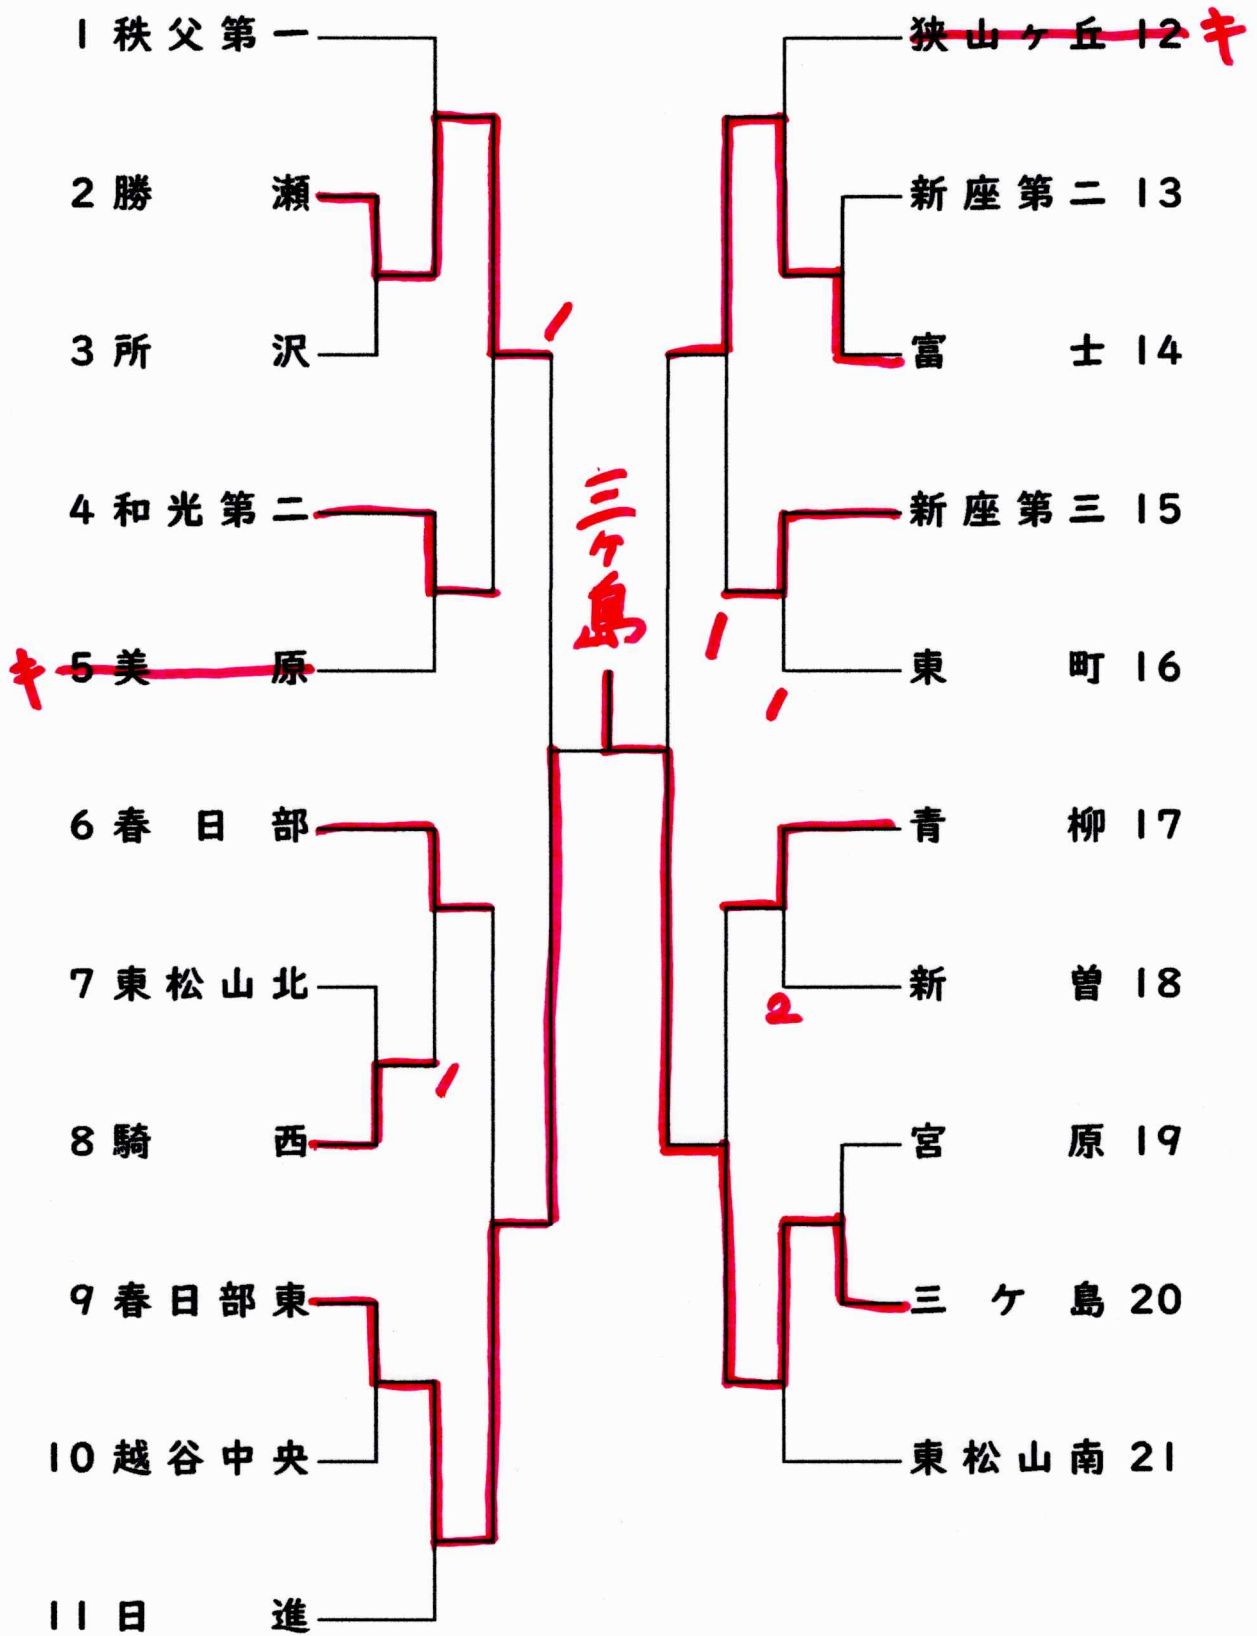 1 秩父第一
2 勝瀬
3 所沢
4 和光第二
キ 5 美原
6 春日部
7 東松山北
8 騎西
9 春日部東
10 越谷中央
11 日進
1
1
三ヶ島
1
1
2
狭山ヶ丘 12 キ
新座第二 13
富士 14
新座第三 15
東町 16
青柳 17
新曽 18
宮原 19
三ケ島 20
東松山南 21